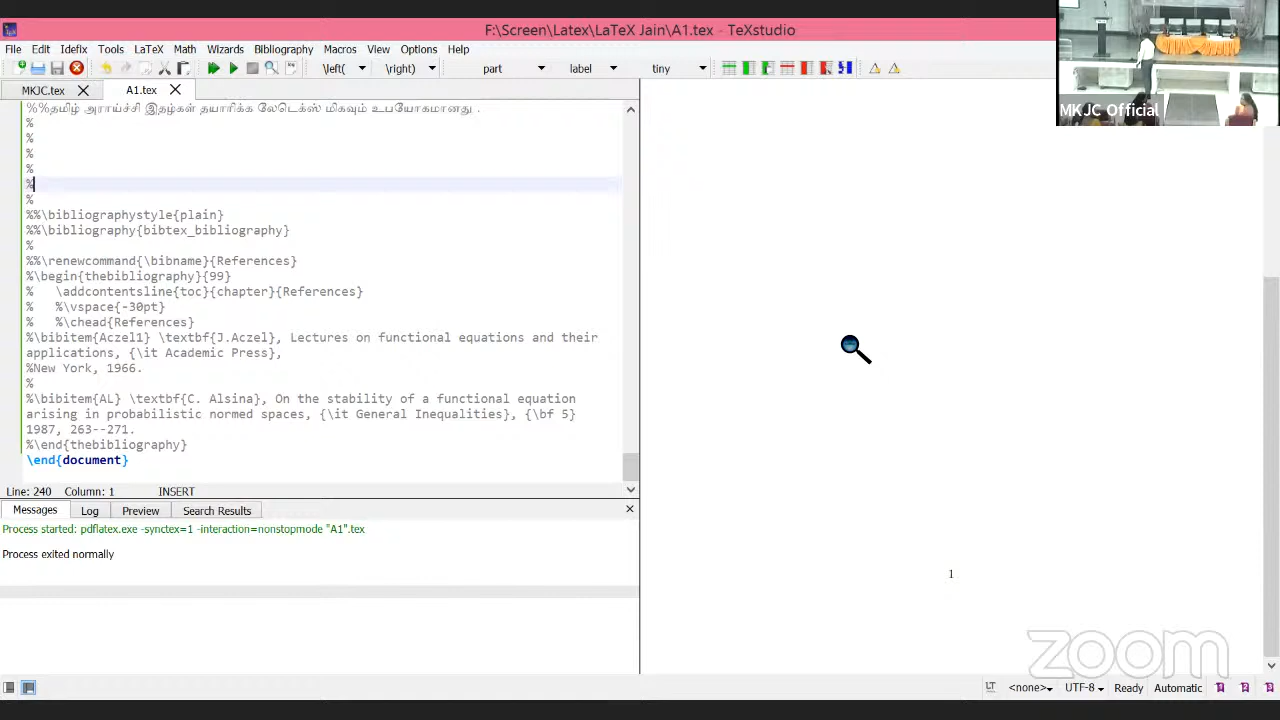 F:\Screen\Latex\LaTeX Jain\A1.tex - TeXstudio
File Edit Idefix Tools LaTeX Math Wizards Bibliography Macros View Options Help
\left( \right) part label tiny
MKJC.tex A1.tex
%%தமிழ் அராய்ச்சி இதழ்கள் தயாரிக்க லேடெக்ஸ் மிகவும் உபயோகமானது .
%
%
%
%
%
%
%%\bibliographystyle{plain}
%%\bibliography{bibtex_bibliography}
%
%%\renewcommand{\bibname}{References}
%\begin{thebibliography}{99}
% \addcontentsline{toc}{chapter}{References}
% %\vspace{-30pt}
% %\chead{References}
%\bibitem{Aczel1} \textbf{J.Aczel}, Lectures on functional equations and their
applications, {\it Academic Press},
%New York, 1966.
%
%\bibitem{AL} \textbf{C. Alsina}, On the stability of a functional equation
arising in probabilistic normed spaces, {\it General Inequalities}, {\bf 5}
1987, 263--271.
%\end{thebibliography}
\end{document}
Line: 240 Column: 1 INSERT
Messages Log Preview Search Results
Process started: pdflatex.exe -synctex=1 -interaction=nonstopmode "A1".tex
Process exited normally
1
MKJC Official
zoom
LT <none> UTF-8 Ready Automatic